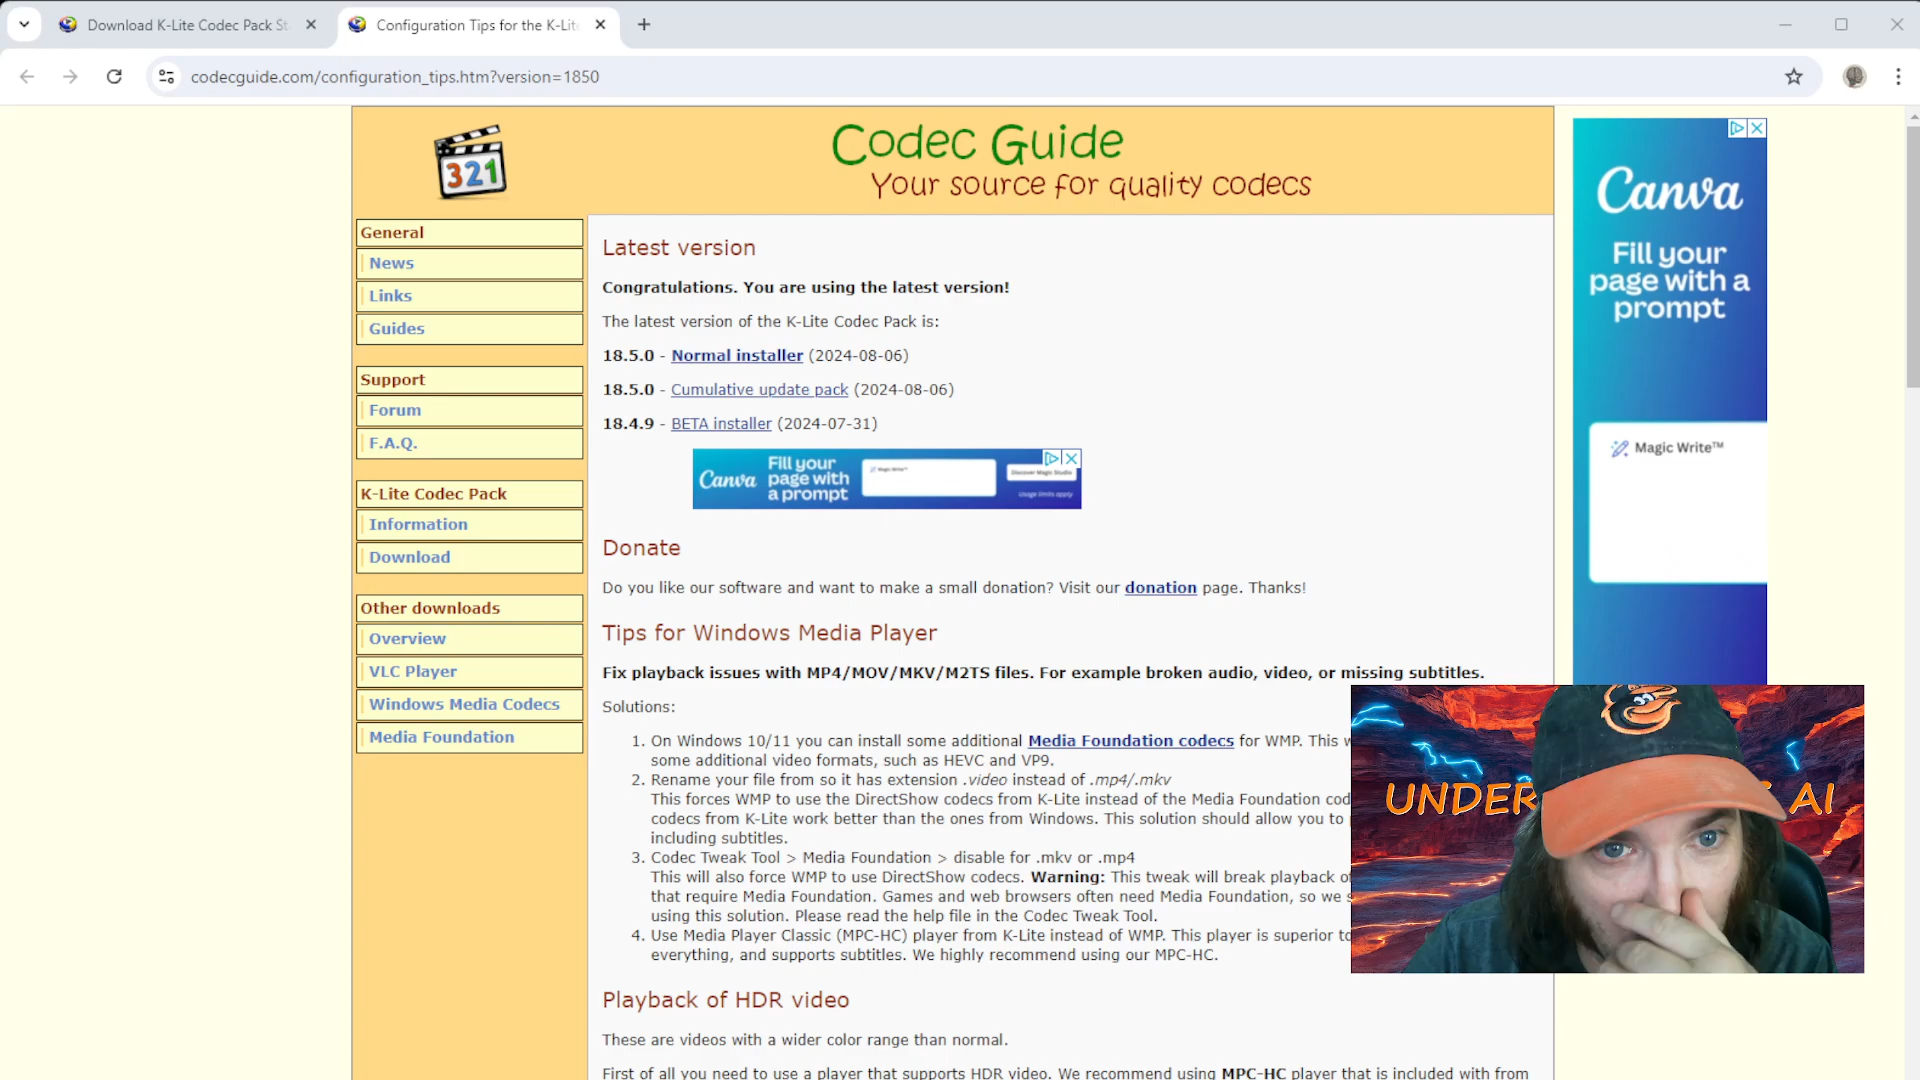 Download K-Lite Codec Pack St
Configuration Tips for the K-Lit
codecguide.com/configuration_tips.htm?version=1850
321
Codec Guide
Your source for quality codecs
General
News
Links
Guides
Support
Forum
F.A.Q.
K-Lite Codec Pack
Information
Download
Other downloads
Overview
VLC Player
Windows Media Codecs
Media Foundation
Latest version
Congratulations. You are using the latest version!
The latest version of the K-Lite Codec Pack is:
18.5.0 - Normal installer (2024-08-06)
18.5.0 - Cumulative update pack (2024-08-06)
18.4.9 - BETA installer (2024-07-31)
Canva
Fill your
page with
a prompt
Magic Write™
Discover Magic Studio
Usage limits apply
Donate
Do you like our software and want to make a small donation? Visit our donation page. Thanks!
Tips for Windows Media Player
Fix playback issues with MP4/MOV/MKV/M2TS files. For example broken audio, video, or missing subtitles.
Solutions:
1. On Windows 10/11 you can install some additional Media Foundation codecs for WMP. This
some additional video formats, such as HEVC and VP9.
2. Rename your file from so it has extension .video instead of .mp4/.mkv
This forces WMP to use the DirectShow codecs from K-Lite instead of the Media Foundation cod
codecs from K-Lite work better than the ones from Windows. This solution should allow you to
including subtitles.
3. Codec Tweak Tool > Media Foundation > disable for .mkv or .mp4
This will also force WMP to use DirectShow codecs. Warning: This tweak will break playback o
that require Media Foundation. Games and web browsers often need Media Foundation, so we s
using this solution. Please read the help file in the Codec Tweak Tool.
4. Use Media Player Classic (MPC-HC) player from K-Lite instead of WMP. This player is superior to
everything, and supports subtitles. We highly recommend using our MPC-HC.
Playback of HDR video
These are videos with a wider color range than normal.
First of all you need to use a player that supports HDR video. We recommend using MPC-HC player that is included with from
Canva
Fill your
page with a
prompt
Magic Write™
UNDER
AI